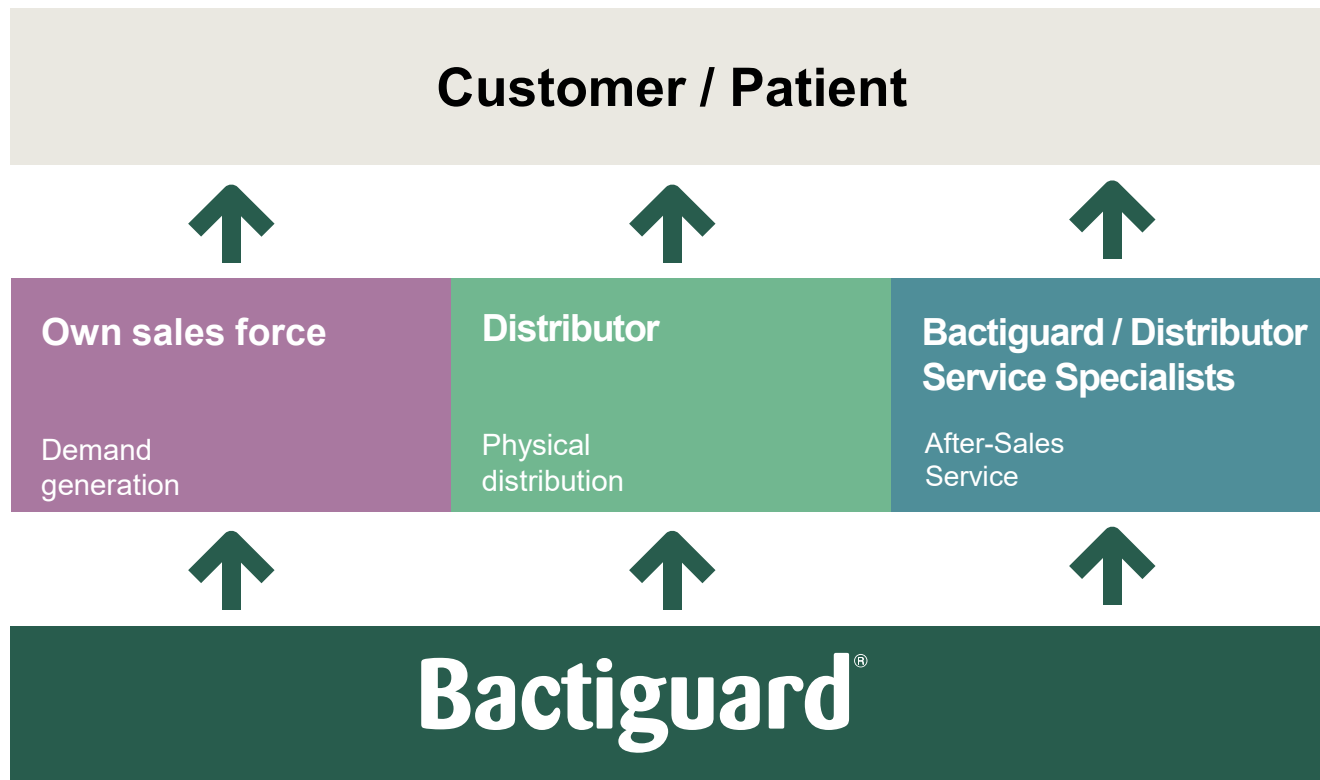 Customer / Patient
Own sales force
Demand
generation
Distributor
Physical
distribution
Bactiguard / Distributor
Service Specialists
After-Sales
Service
Bactiguard®